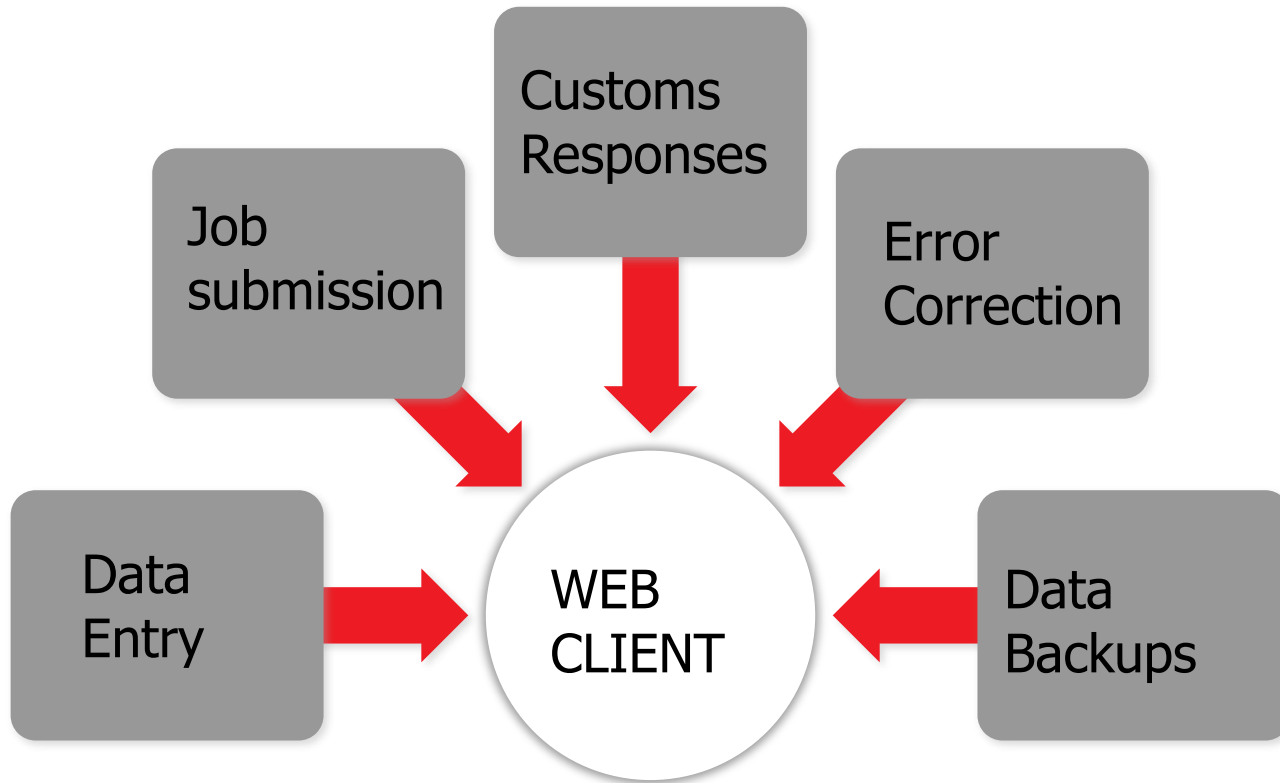 Customs
Responses
Job
submission
Error
Correction
Data
Entry
WEB
CLIENT
Data
Backups